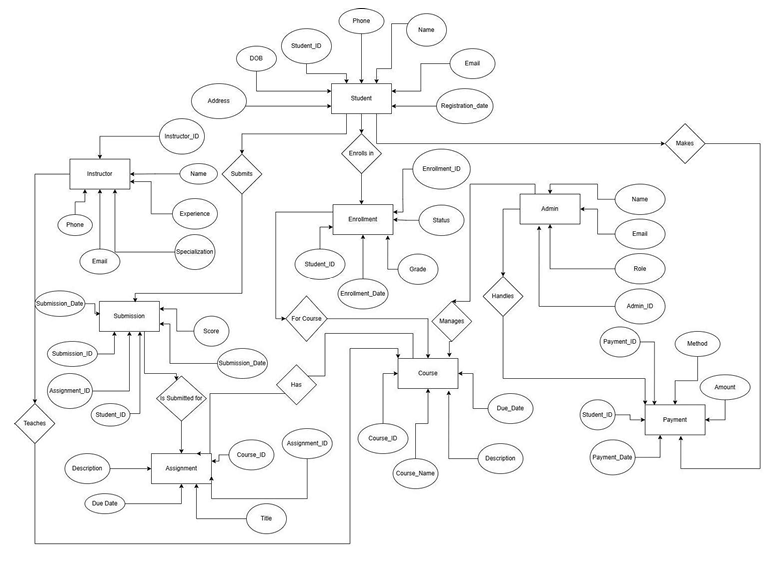 Phone
Name
Student_ID
DOB
Email
Address
Student
Registration_date
Instructor_ID
Makes
Enrolls in
Submits
Instructor
Name
Enrollment_ID
Name
Admin
Experience
Enrollment
Status
Phone
Email
Specialization
Email
Student_ID
Grade
Role
Enrollment_Date
Handles
Submission_Date
Submission
Admin_ID
For Course
Manages
Score
Payment_ID
Method
Submission_ID
Submission_Date
Has
Course
Amount
Assignment_ID
Is Submitted for
Student_ID
Due_Date
Student_ID
Payment
Teaches
Course_ID
Assignment_ID
Course_ID
Payment_Date
Description
Assignment
Description
Course_Name
Due Date
Title